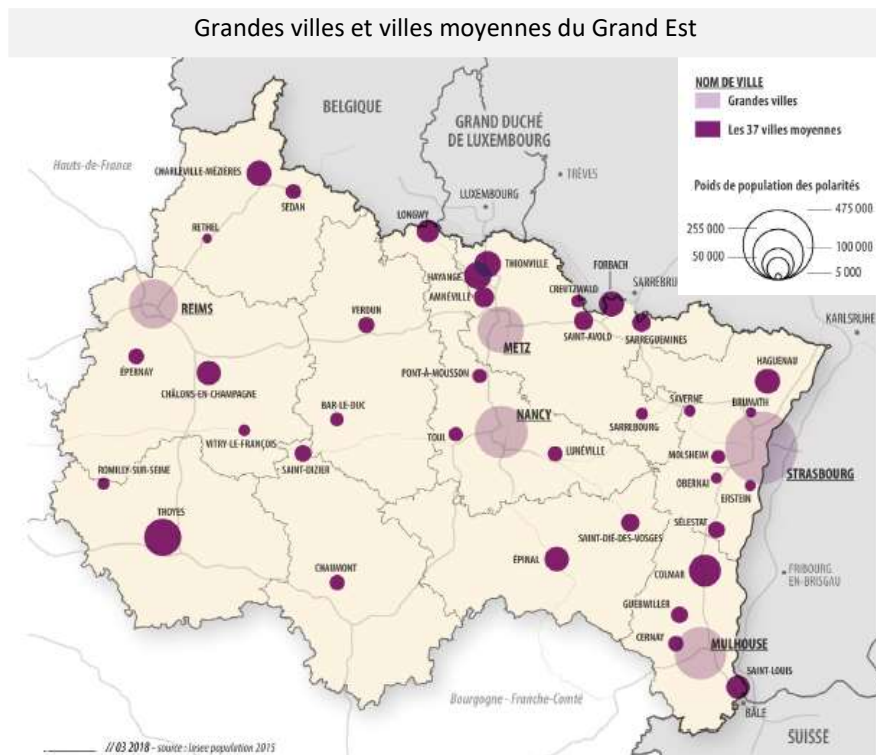 Grandes villes et villes moyennes du Grand Est
NOM DE VILLE
Grandes villes
Les 37 villes moyennes
Poids de population des polarités
475 000
255 000
100 000
50 000
5 000
BELGIQUE
GRAND DUCHÉ
DE LUXEMBOURG
Hauts-de-France
TRÈVES
LUXEMBOURG
CHARLEVILLE-MÉZIÈRES
SEDAN
RETHEL
LONGWY
THIONVILLE
HAYANGE
AMNÉVILLE
CREUTZWALD
FORBACH
SARREBRU
SAINT-AVOLD
SARREGUEMINES
KARLSRUHE
REIMS
VERDUN
METZ
ÉPERNAY
CHÂLONS-EN-CHAMPAGNE
PONT-À-MOUSSON
HAGUENAU
BAR-LE-DUC
NANCY
SAVERNE
BRUMATH
SARREBOURG
VITRY-LE-FRANÇOIS
TOUL
LUNÉVILLE
SAINT-DIZIER
MOLSHEIM
STRASBOURG
ROMILLY-SUR-SEINE
OBERNAI
ERSTEIN
TROYES
SAINT-DIÉ-DES-VOSGES
SÉLESTAT
CHAUMONT
ÉPINAL
COLMAR
FRIBOURG
EN-BRISGAU
GUEBWILLER
CERNAY
MULHOUSE
SAINT-LOUIS
Bourgogne - Franche-Comté
BÂLE
SUISSE
// 03 2018 - source : Insee population 2015